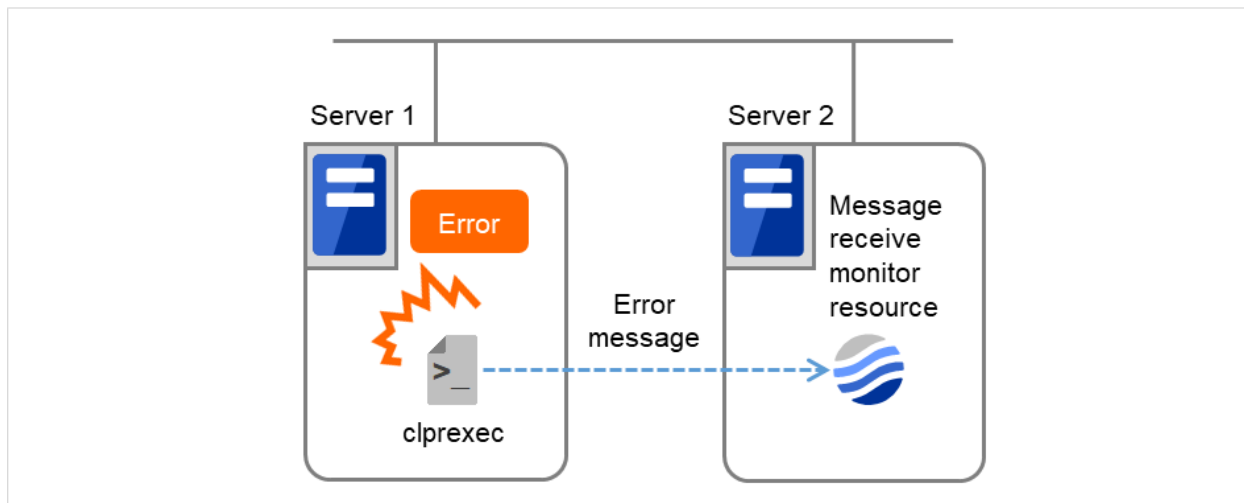 Server 1
Server 2
Error
Message
receive
monitor
resource
Error
message
>_
clprexec